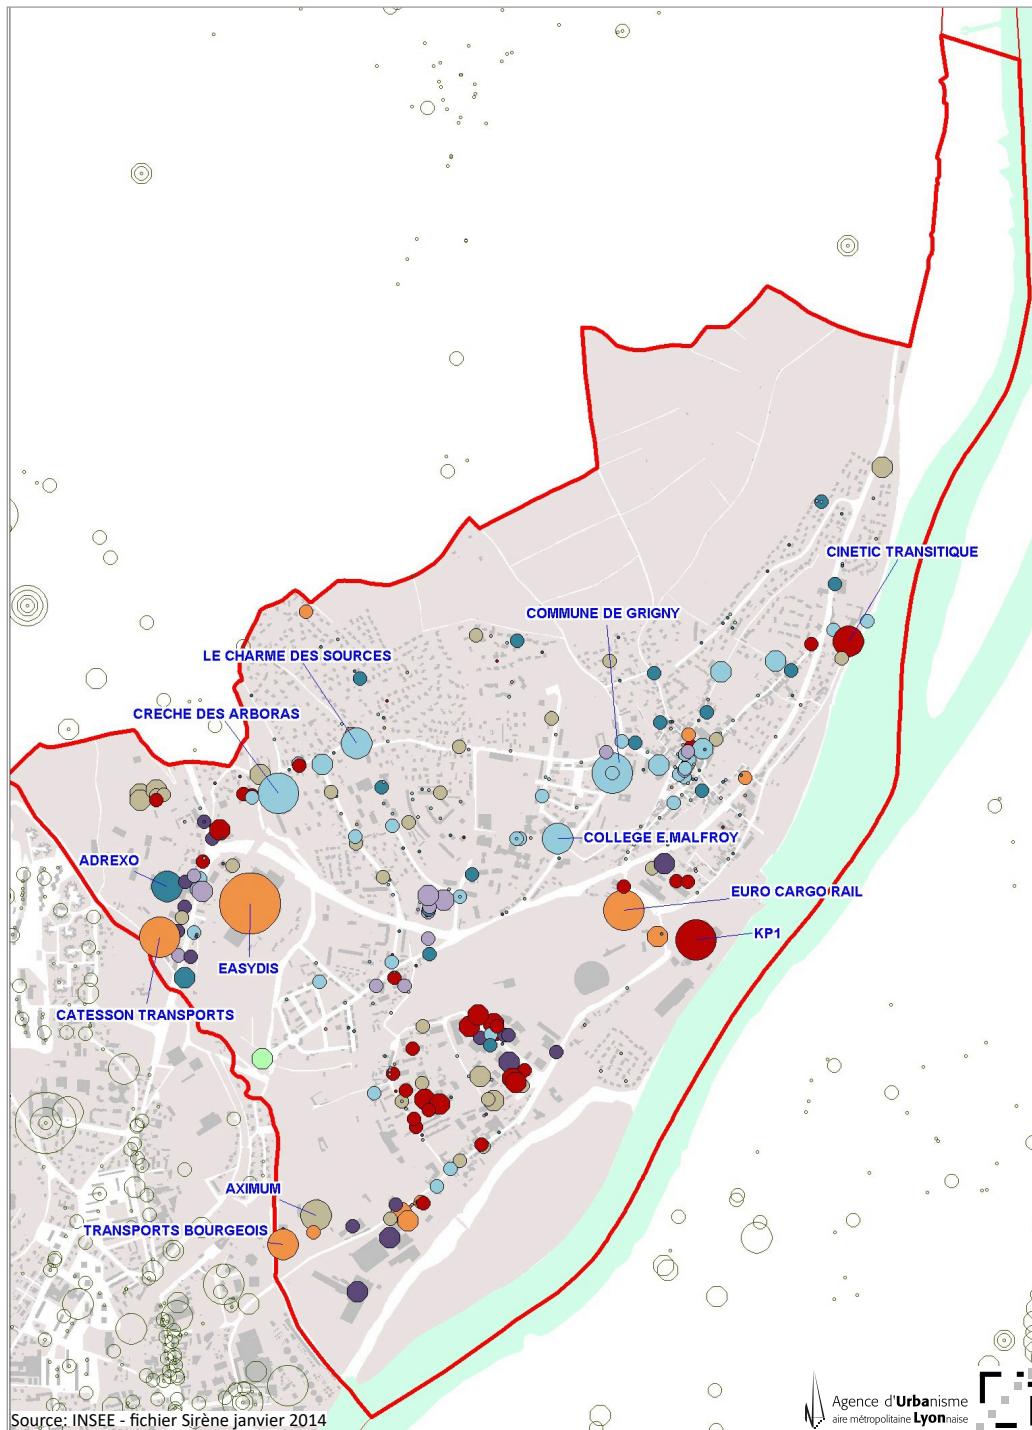 CINETIC TRANSITIQUE
COMMUNE DE GRIGNY
LE CHARME DES SOURCES
CRECHE DES ARBORAS
COLLEGE E.MALFROY
ADREXO
EURO CARGO RAIL
KP1
EASYDIS
CATESSON TRANSPORTS
AXIMUM
TRANSPORTS BOURGEOIS
Agence d'Urbanisme
aire métropolitaine Lyonnaise
Source: INSEE - fichier Sirène janvier 2014